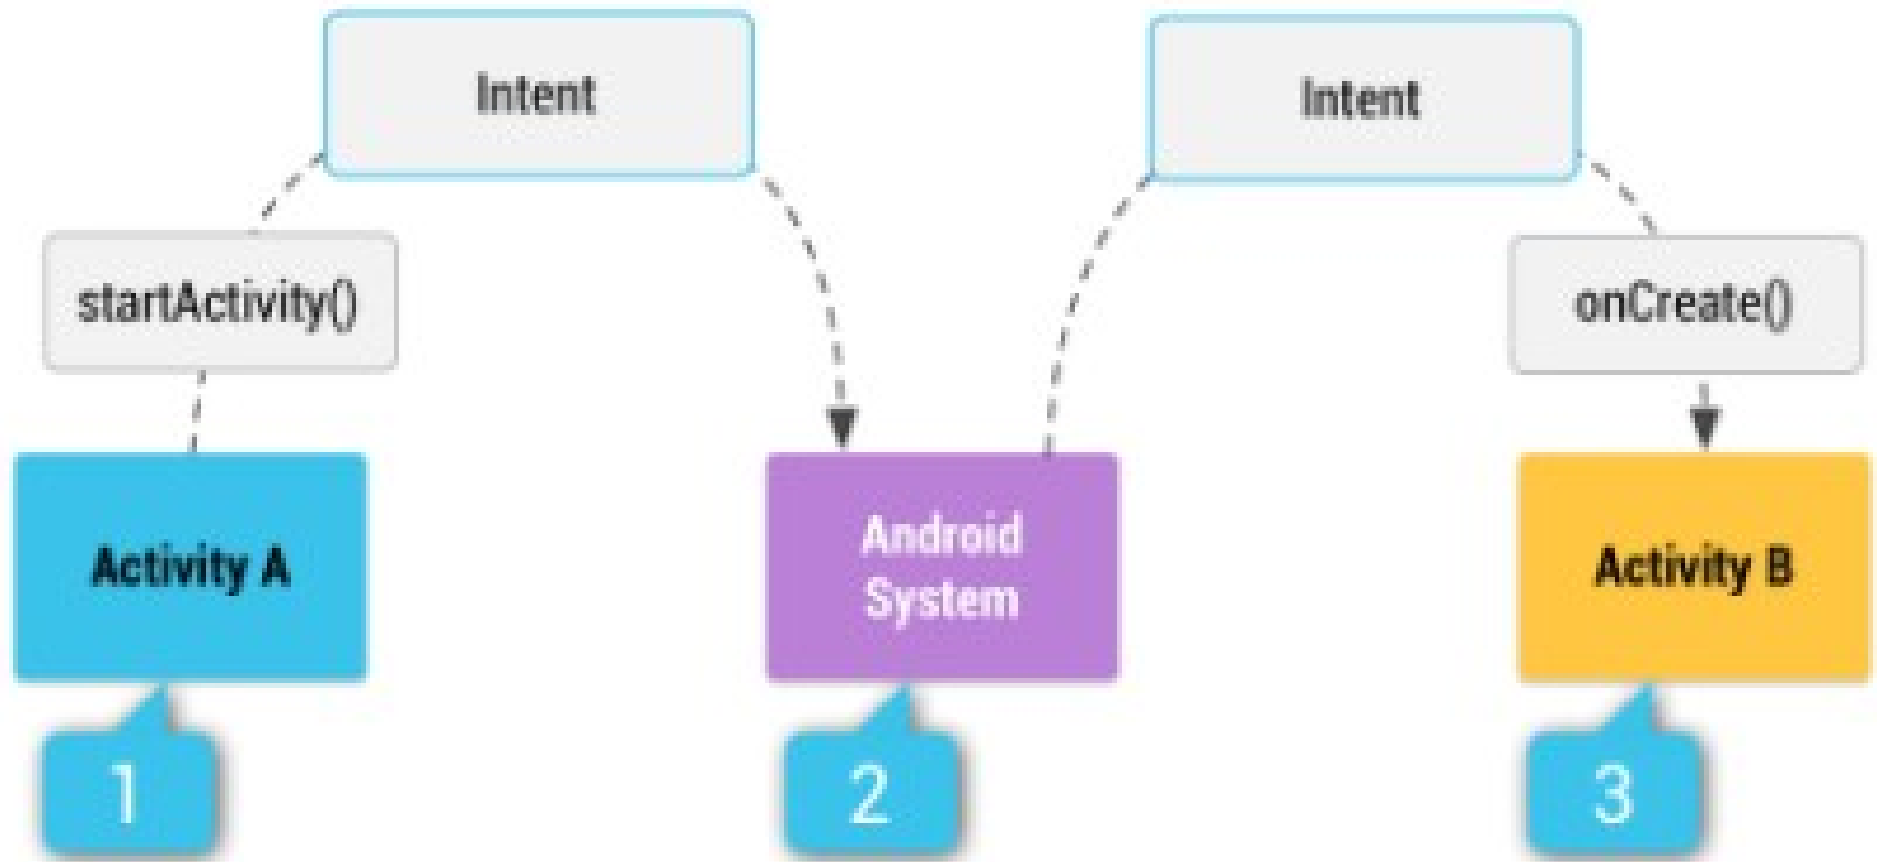 Intent
Intent
startActivity()
onCreate()
Activity A
Android
System
Activity B
1
2
3